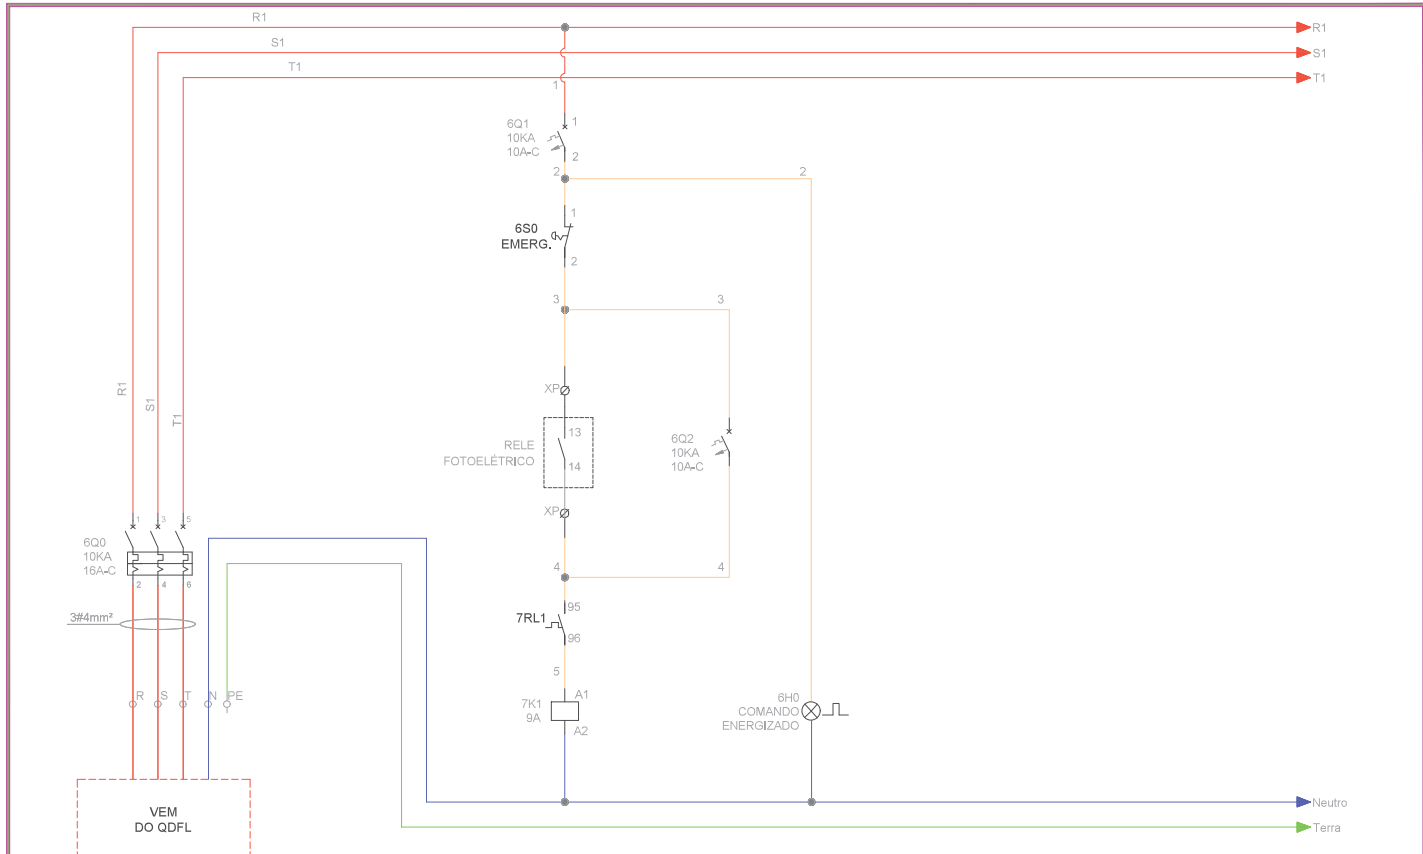 R1
R1
S1
S1
T1
T1
1
6Q1
10KA
10A-C
1
2
2
2
6S0
EMERG.
1
2
3
3
R1
S1
T1
XP
RELE
FOTOELÉTRICO
13
14
6Q2
10KA
10A-C
XP
6Q0
10KA
16A-C
1
3
5
2
4
6
4
4
3#4mm²
7RL1
95
96
5
R
S
T
N
PE
7K1
9A
A1
A2
6H0
COMANDO
ENERGIZADO
VEM
DO QDFL
Neutro
Terra